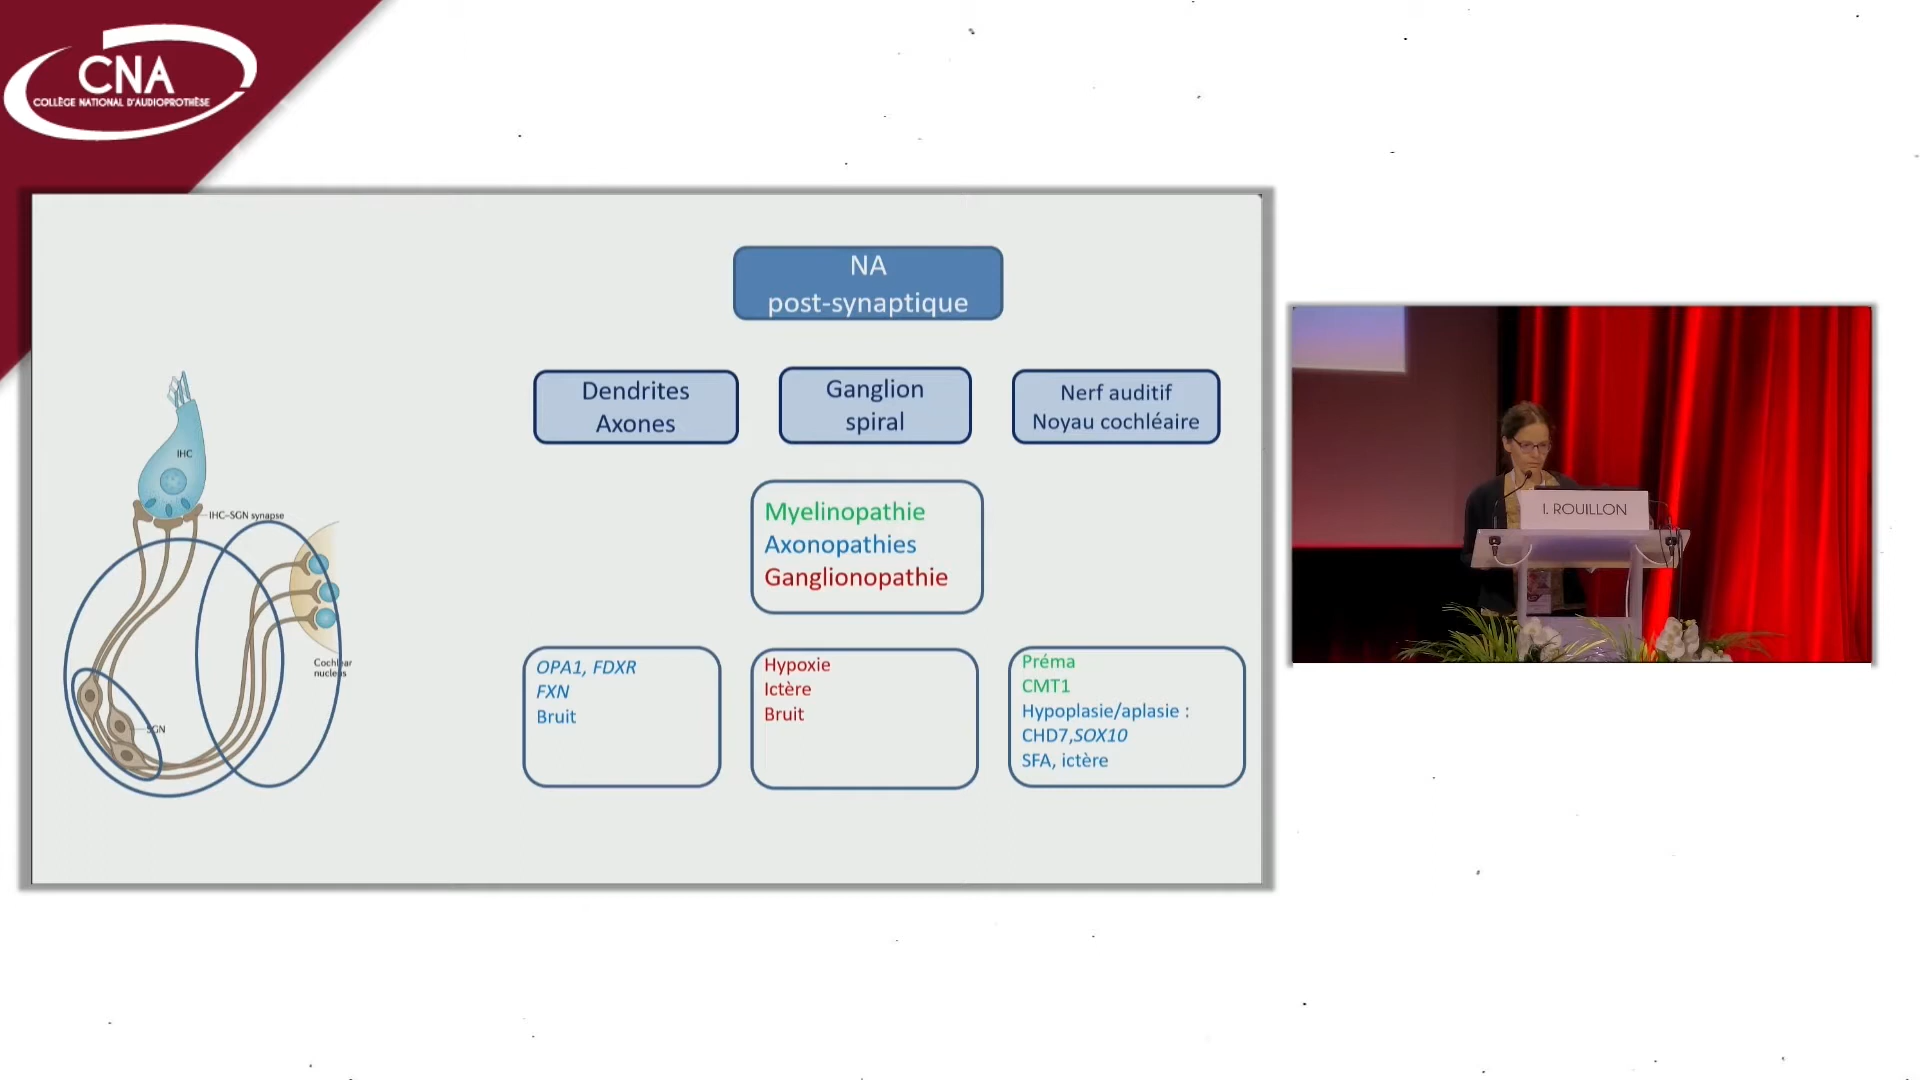 CNA
COLLÈGE NATIONAL D'AUDIOPROTHÈSE
NA
post-synaptique
Dendrites
Axones
Ganglion
spiral
Nerf auditif
Noyau cochléaire
IHC
IHC–SGN synapse
Cochlear
nucleus
SGN
Myelinopathie
Axonopathies
Ganglionopathie
OPA1, FDXR
FXN
Bruit
Hypoxie
Ictère
Bruit
Préma
CMT1
Hypoplasie/aplasie :
CHD7,SOX10
SFA, ictère
I. ROUILLON